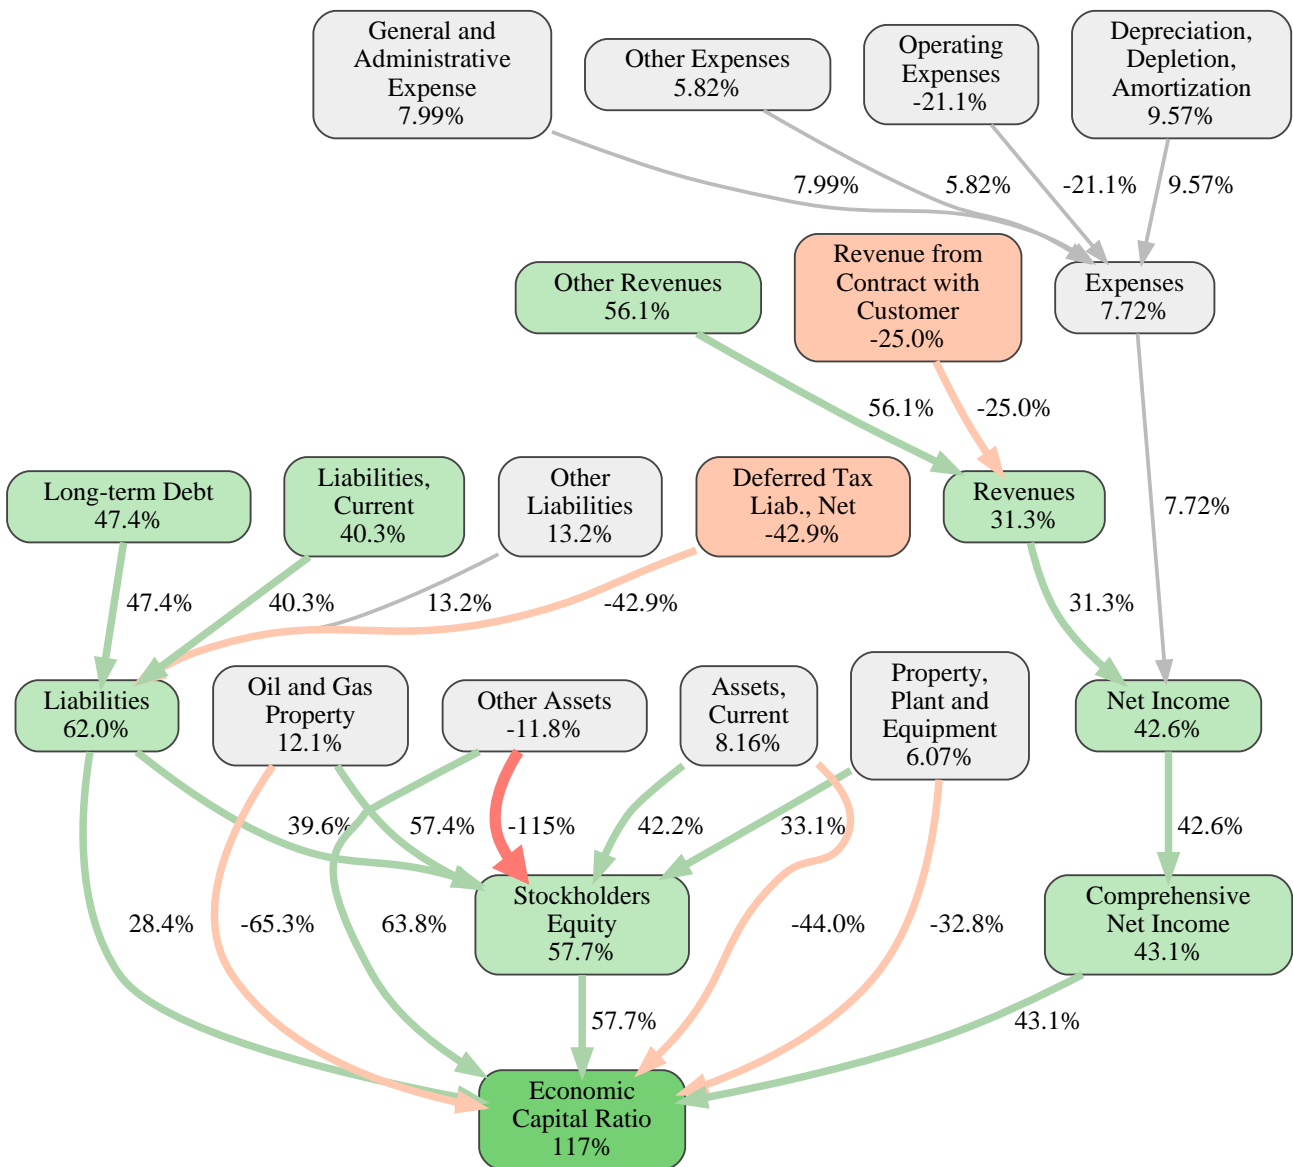 General and
Administrative
Expense
7.99%
Other Expenses
5.82%
Operating
Expenses
-21.1%
Depreciation,
Depletion,
Amortization
9.57%
7.99%
5.82%
-21.1%
9.57%
Other Revenues
56.1%
Revenue from
Contract with
Customer
-25.0%
Expenses
7.72%
56.1%
-25.0%
Long-term Debt
47.4%
Liabilities,
Current
40.3%
Other
Liabilities
13.2%
Deferred Tax
Liab., Net
-42.9%
Revenues
31.3%
7.72%
47.4%
40.3%
13.2%
-42.9%
31.3%
Liabilities
62.0%
Oil and Gas
Property
12.1%
Other Assets
-11.8%
Assets,
Current
8.16%
Property,
Plant and
Equipment
6.07%
Net Income
42.6%
39.6%
57.4%
-115%
42.2%
33.1%
42.6%
Stockholders
Equity
57.7%
Comprehensive
Net Income
43.1%
28.4%
-65.3%
63.8%
-44.0%
-32.8%
57.7%
43.1%
Economic
Capital Ratio
117%